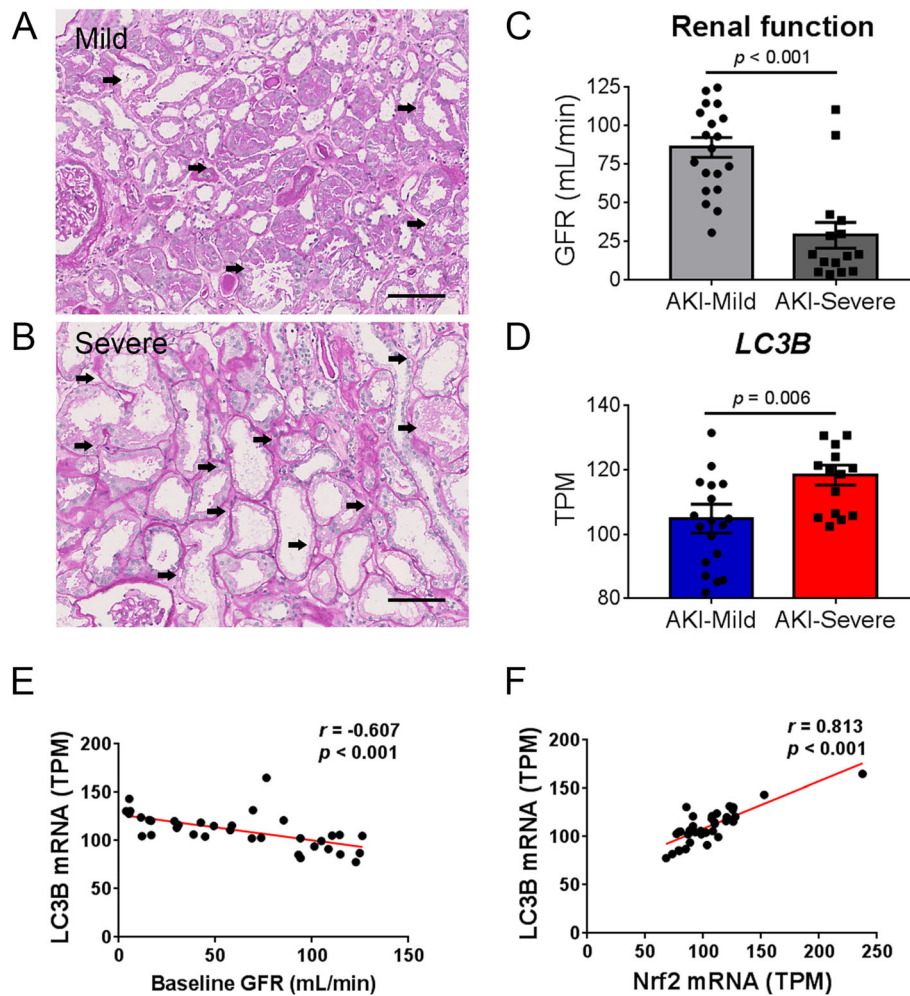 A
Mild
B
Severe
C
Renal function
p < 0.001
GFR (mL/min)
125
100
75
50
25
0
AKI-Mild AKI-Severe
D
LC3B
p = 0.006
TPM
140
120
100
80
AKI-Mild AKI-Severe
E
r = -0.607
p < 0.001
LC3B mRNA (TPM)
200
150
100
50
0
0 50 100 150
Baseline GFR (mL/min)
F
r = 0.813
p < 0.001
LC3B mRNA (TPM)
200
150
100
50
0
0 50 100 150 200 250
Nrf2 mRNA (TPM)